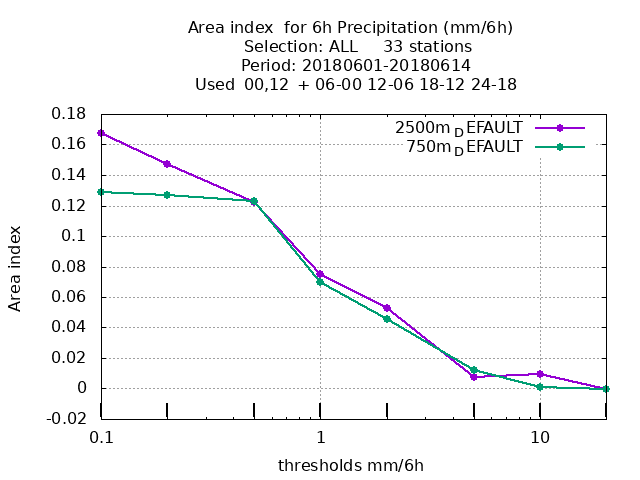 Area index  for 6h Precipitation (mm/6h)
Selection: ALL     33 stations
Period: 20180601-20180614
Used  00,12  + 06-00 12-06 18-12 24-18
2500m_DEFAULT
750m_DEFAULT
0.18
0.16
0.14
0.12
0.1
0.08
0.06
0.04
0.02
0
-0.02
Area index
0.1 1 10
thresholds mm/6h